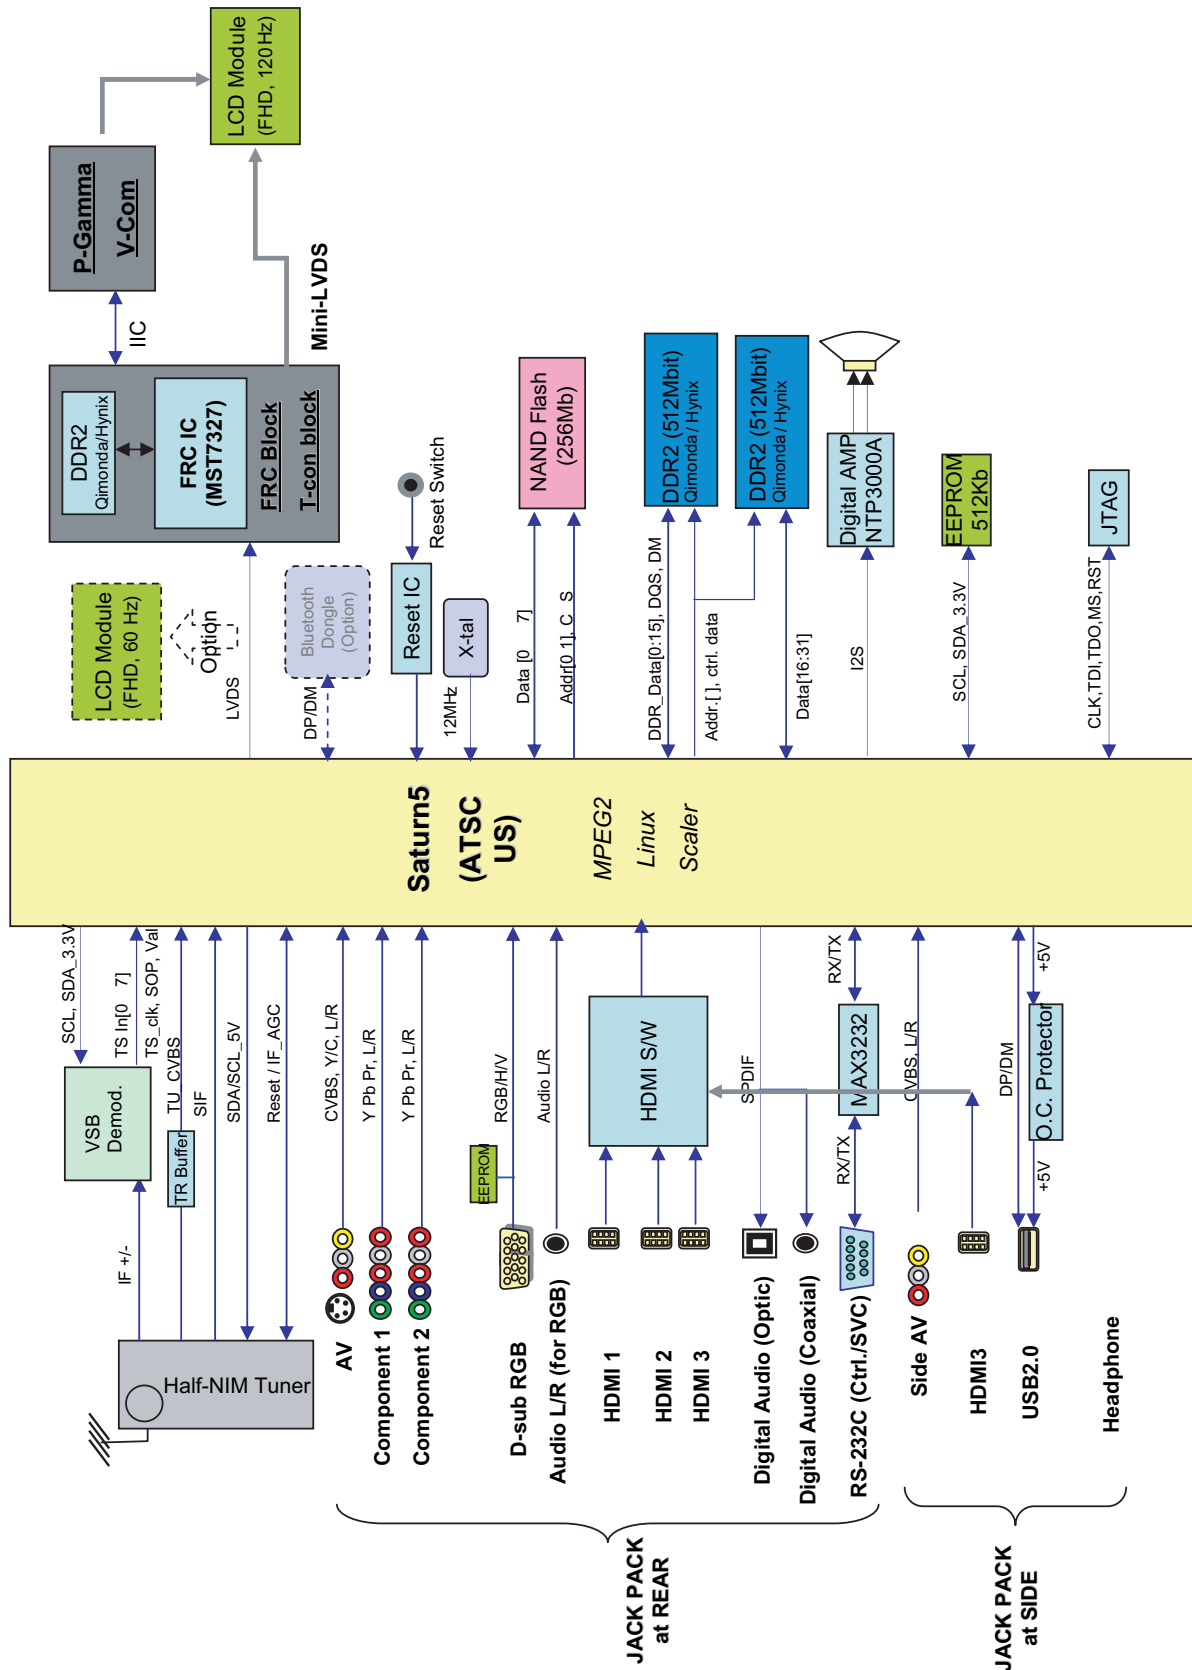 Half-NIM Tuner
IF +/-
VSB
Demod.
SCL, SDA_3.3V
TS In[0 7]
TS_clk, SOP, Val
TR Buffer
TU_CVBS
SIF
SDA/SCL_5V
Reset / IF_AGC
AV
CVBS, Y/C, L/R
Component 1
Y Pb Pr, L/R
Component 2
Y Pb Pr, L/R
D-sub RGB
EEPROM
RGB/H/V
Audio L/R (for RGB)
Audio L/R
HDMI 1
HDMI 2
HDMI 3
HDMI S/W
Digital Audio (Optic)
SPDIF
Digital Audio (Coaxial)
RS-232C (Ctrl./SVC)
RX/TX
MAX3232
RX/TX
JACK PACK
at REAR
Side AV
CVBS, L/R
HDMI3
USB2.0
DP/DM
+5V
O.C. Protector
+5V
Headphone
JACK PACK
at SIDE
Saturn5
(ATSC
US)
MPEG2
Linux
Scaler
LCD Module
(FHD, 60 Hz)
Option
LVDS
DDR2
Qimonda/Hynix
FRC IC
(MST7327)
FRC Block
T-con block
IIC
P-Gamma
V-Com
Mini-LVDS
LCD Module
(FHD, 120Hz)
DP/DM
Bluetooth
Dongle
(Option)
Reset IC
Reset Switch
12MHz
X-tal
Data [0 7]
Addr[0 1], C S
NAND Flash
(256Mb)
DDR_Data[0:15], DQS, DM
Addr.[ ], ctrl. data
DDR2 (512Mbit)
Qimonda / Hynix
Data[16:31]
DDR2 (512Mbit)
Qimonda / Hynix
I2S
Digital AMP
NTP3000A
SCL, SDA_3.3V
EEPROM
512Kb
CLK,TDI,TDO,MS,RST
JTAG